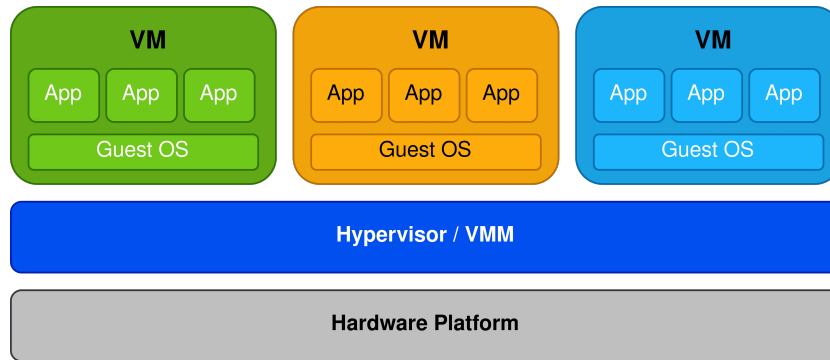 VM VM VM
App App App App App App App App App
Guest OS Guest OS Guest OS
Hypervisor / VMM
Hardware Platform